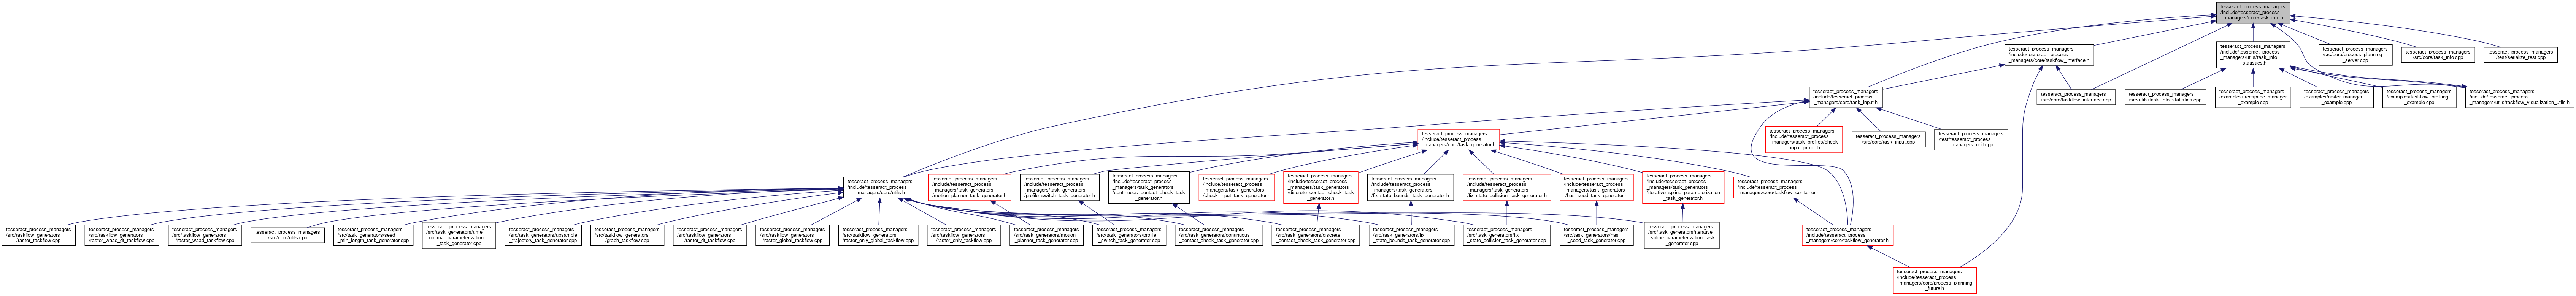 tesseract_process_managers
/include/tesseract_process
_managers/core/task_info.h
tesseract_process_managers
/include/tesseract_process
_managers/core/taskflow_interface.h
tesseract_process_managers
/include/tesseract_process
_managers/utils/task_info
_statistics.h
tesseract_process_managers
/src/core/process_planning
_server.cpp
tesseract_process_managers
/src/core/task_info.cpp
tesseract_process_managers
/test/serialize_test.cpp
tesseract_process_managers
/include/tesseract_process
_managers/core/task_input.h
tesseract_process_managers
/src/core/taskflow_interface.cpp
tesseract_process_managers
/src/utils/task_info_statistics.cpp
tesseract_process_managers
/examples/freespace_manager
_example.cpp
tesseract_process_managers
/examples/raster_manager
_example.cpp
tesseract_process_managers
/examples/taskflow_profiling
_example.cpp
tesseract_process_managers
/include/tesseract_process
_managers/utils/taskflow_visualization_utils.h
tesseract_process_managers
/include/tesseract_process
_managers/core/task_generator.h
tesseract_process_managers
/include/tesseract_process
_managers/task_profiles/check
_input_profile.h
tesseract_process_managers
/src/core/task_input.cpp
tesseract_process_managers
/test/tesseract_process
_managers_unit.cpp
tesseract_process_managers
/include/tesseract_process
_managers/core/utils.h
tesseract_process_managers
/include/tesseract_process
_managers/task_generators
/motion_planner_task_generator.h
tesseract_process_managers
/include/tesseract_process
_managers/task_generators
/profile_switch_task_generator.h
tesseract_process_managers
/include/tesseract_process
_managers/task_generators
/continuous_contact_check_task
_generator.h
tesseract_process_managers
/include/tesseract_process
_managers/task_generators
/check_input_task_generator.h
tesseract_process_managers
/include/tesseract_process
_managers/task_generators
/discrete_contact_check_task
_generator.h
tesseract_process_managers
/include/tesseract_process
_managers/task_generators
/fix_state_bounds_task_generator.h
tesseract_process_managers
/include/tesseract_process
_managers/task_generators
/fix_state_collision_task_generator.h
tesseract_process_managers
/include/tesseract_process
_managers/task_generators
/has_seed_task_generator.h
tesseract_process_managers
/include/tesseract_process
_managers/task_generators
/iterative_spline_parameterization
_task_generator.h
tesseract_process_managers
/include/tesseract_process
_managers/core/taskflow_container.h
tesseract_process_managers
/src/taskflow_generators
/raster_taskflow.cpp
tesseract_process_managers
/src/taskflow_generators
/raster_waad_dt_taskflow.cpp
tesseract_process_managers
/src/taskflow_generators
/raster_waad_taskflow.cpp
tesseract_process_managers
/src/core/utils.cpp
tesseract_process_managers
/src/task_generators/seed
_min_length_task_generator.cpp
tesseract_process_managers
/src/task_generators/time
_optimal_parameterization
_task_generator.cpp
tesseract_process_managers
/src/task_generators/upsample
_trajectory_task_generator.cpp
tesseract_process_managers
/src/taskflow_generators
/graph_taskflow.cpp
tesseract_process_managers
/src/taskflow_generators
/raster_dt_taskflow.cpp
tesseract_process_managers
/src/taskflow_generators
/raster_global_taskflow.cpp
tesseract_process_managers
/src/taskflow_generators
/raster_only_global_taskflow.cpp
tesseract_process_managers
/src/taskflow_generators
/raster_only_taskflow.cpp
tesseract_process_managers
/src/task_generators/motion
_planner_task_generator.cpp
tesseract_process_managers
/src/task_generators/profile
_switch_task_generator.cpp
tesseract_process_managers
/src/task_generators/continuous
_contact_check_task_generator.cpp
tesseract_process_managers
/src/task_generators/discrete
_contact_check_task_generator.cpp
tesseract_process_managers
/src/task_generators/fix
_state_bounds_task_generator.cpp
tesseract_process_managers
/src/task_generators/fix
_state_collision_task_generator.cpp
tesseract_process_managers
/src/task_generators/has
_seed_task_generator.cpp
tesseract_process_managers
/src/task_generators/iterative
_spline_parameterization_task
_generator.cpp
tesseract_process_managers
/include/tesseract_process
_managers/core/taskflow_generator.h
tesseract_process_managers
/include/tesseract_process
_managers/core/process_planning
_future.h